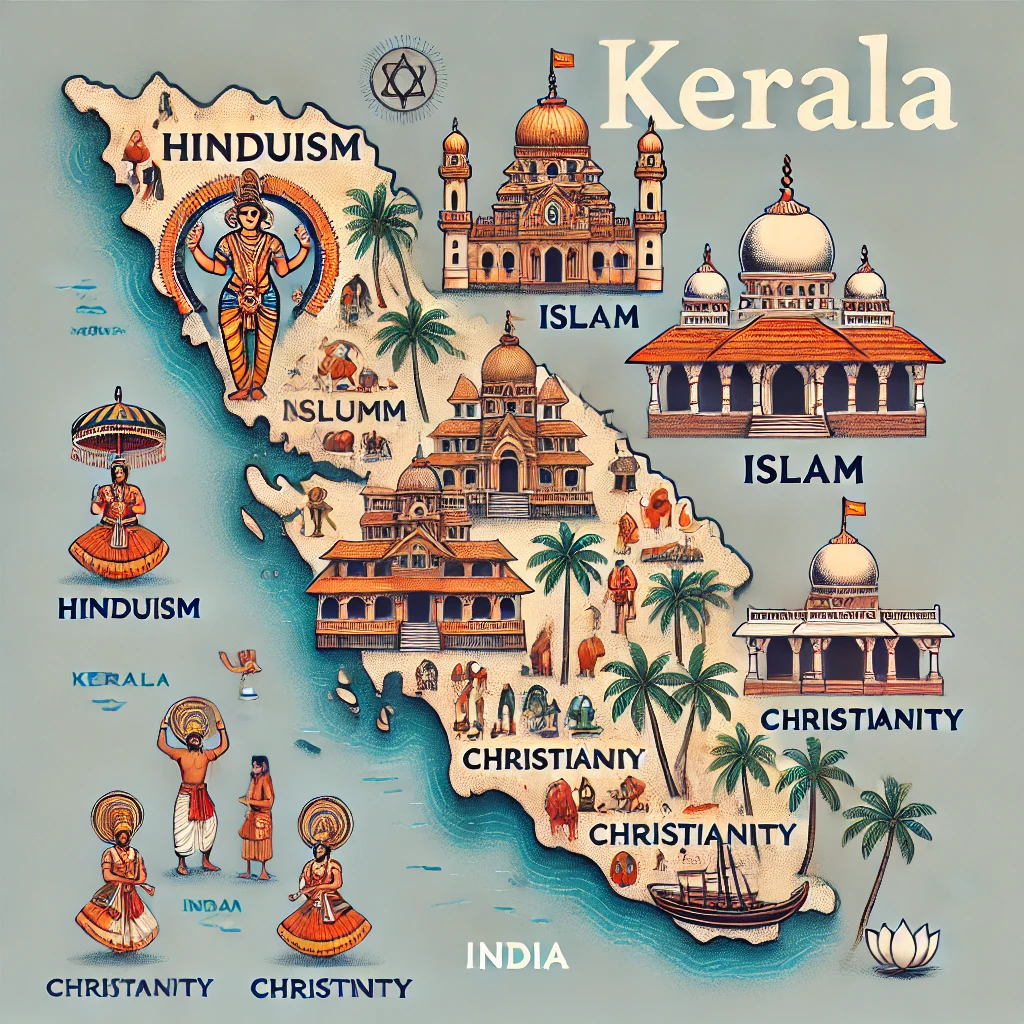 Kerala
HINDUISM
ISLAM
NSLUMM
ISLAM
HINDUISM
KERALA
CHRISTIANITY
CHRISTIANIY
CHRISTIANITY
INDAA
INDIA
CHRISTANITY
CHRISTINTY